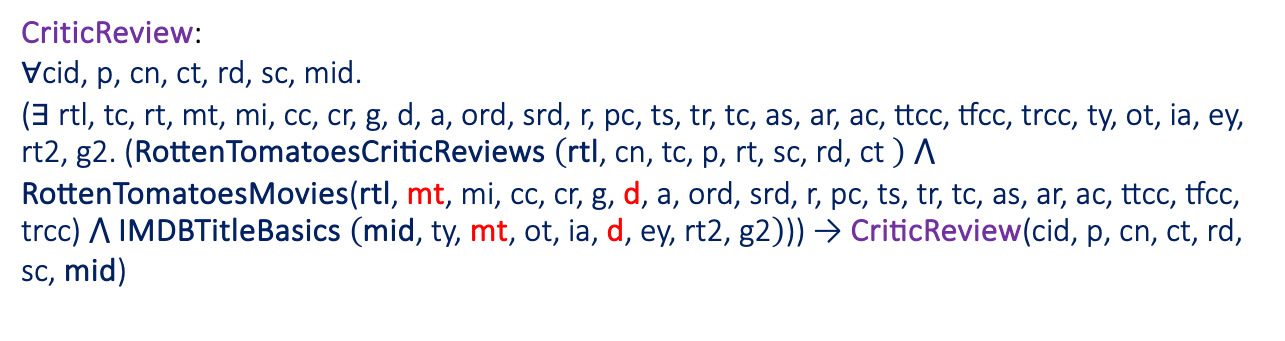 CriticReview:
∀cid, p, cn, ct, rd, sc, mid.
(∃ rtl, tc, rt, mt, mi, cc, cr, g, d, a, ord, srd, r, pc, ts, tr, tc, as, ar, ac, ttcc, tfcc, trcc, ty, ot, ia, ey,
rt2, g2. (RottenTomatoesCriticReviews (rtl, cn, tc, p, rt, sc, rd, ct ) Λ
RottenTomatoesMovies(rtl, mt, mi, cc, cr, g, d, a, ord, srd, r, pc, ts, tr, tc, as, ar, ac, ttcc, tfcc,
trcc) Λ IMDBTitleBasics (mid, ty, mt, ot, ia, d, ey, rt2, g2))) → CriticReview(cid, p, cn, ct, rd,
sc, mid)